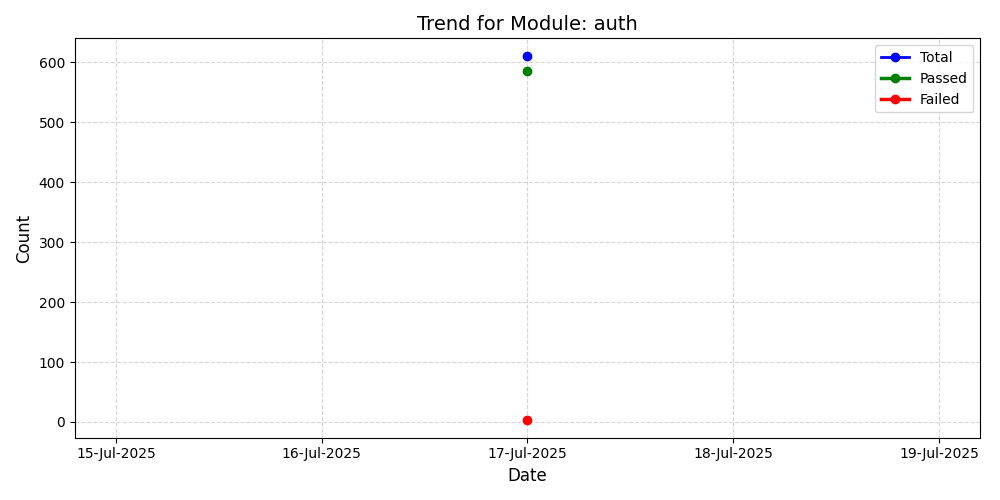 Trend for Module: auth
Total
Passed
Failed
600
500
400
300
200
100
0
Count
15-Jul-2025
16-Jul-2025
17-Jul-2025
18-Jul-2025
19-Jul-2025
Date